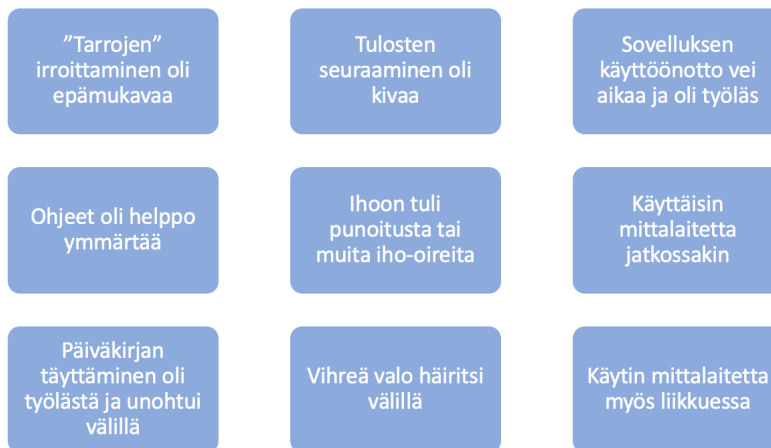 ”Tarrojen”
irroittaminen oli
epämukavaa
Tulosten
seuraaminen oli
kivaa
Sovelluksen
käyttöönotto vei
aikaa ja oli työläs
Ohjeet oli helppo
ymmärtää
Ihoon tuli
punoitusta tai
muita iho-oireita
Käyttäisin
mittalaitetta
jatkossakin
Päiväkirjan
täyttäminen oli
työlästä ja unohtui
välillä
Vihreä valo häiritsi
välillä
Käytin mittalaitetta
myös liikkuessa